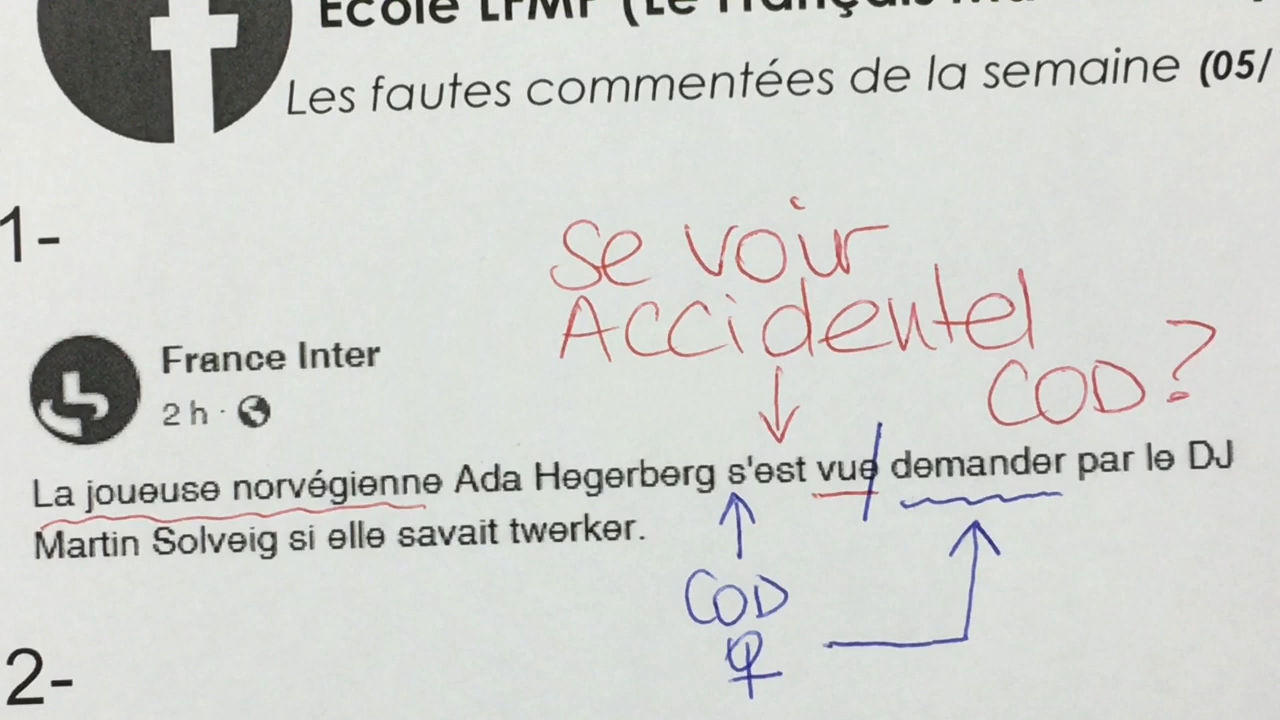 École LFMP (Le Français
Les fautes commentées de la semaine (05/
1-
se voir
Accidentel
COD?
France Inter
2 h ·
La joueuse norvégienne Ada Hegerberg s'est vue demander par le DJ
Martin Solveig si elle savait twerker.
COD
2-